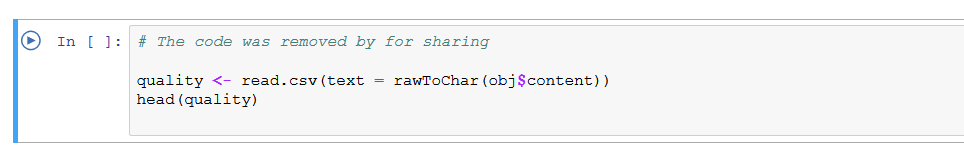 In [ ]: # The code was removed by for sharing
quality <- read.csv(text = rawToChar(obj$content))
head(quality)